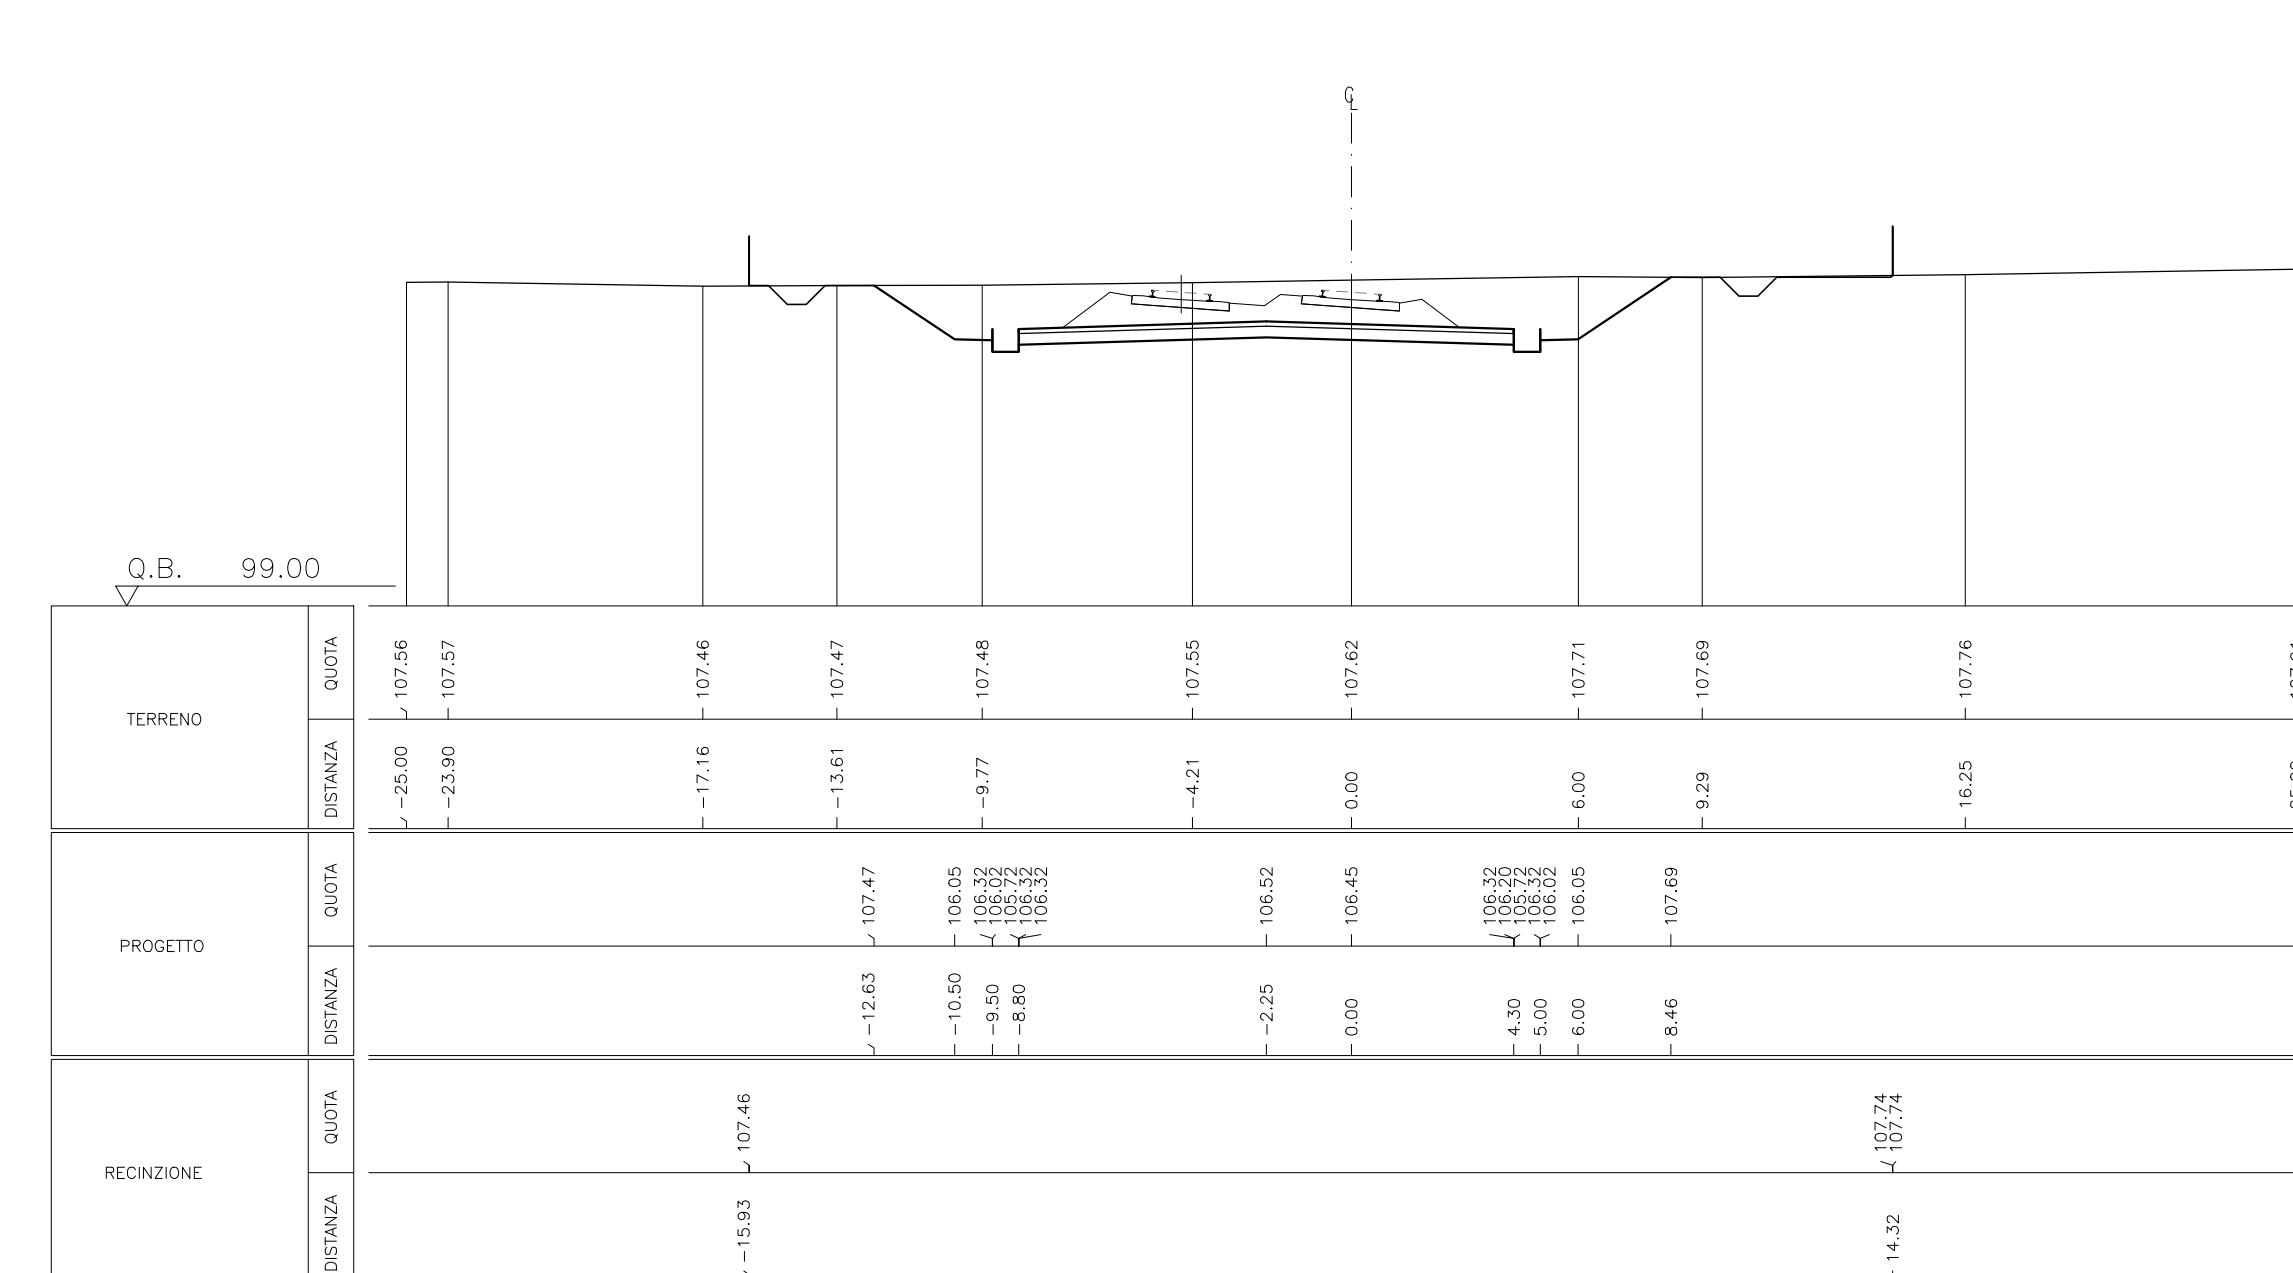 CL
Q.B. 99.00
TERRENO
QUOTA
107.56 107.57 107.46 107.47 107.48 107.55 107.62 107.71 107.69 107.76
DISTANZA
-25.00 -23.90 -17.16 -13.61 -9.77 -4.21 0.00 6.00 9.29 16.25
PROGETTO
QUOTA
107.47 106.05 106.32 106.02 105.72 106.32 106.32 106.52 106.45 106.32 106.20 105.72 106.32 106.02 106.05 107.69
DISTANZA
-12.63 -10.50 -9.50 -8.80 -2.25 0.00 4.30 5.00 6.00 8.46
RECINZIONE
QUOTA
107.46 107.74 107.74
DISTANZA
-15.93 14.32